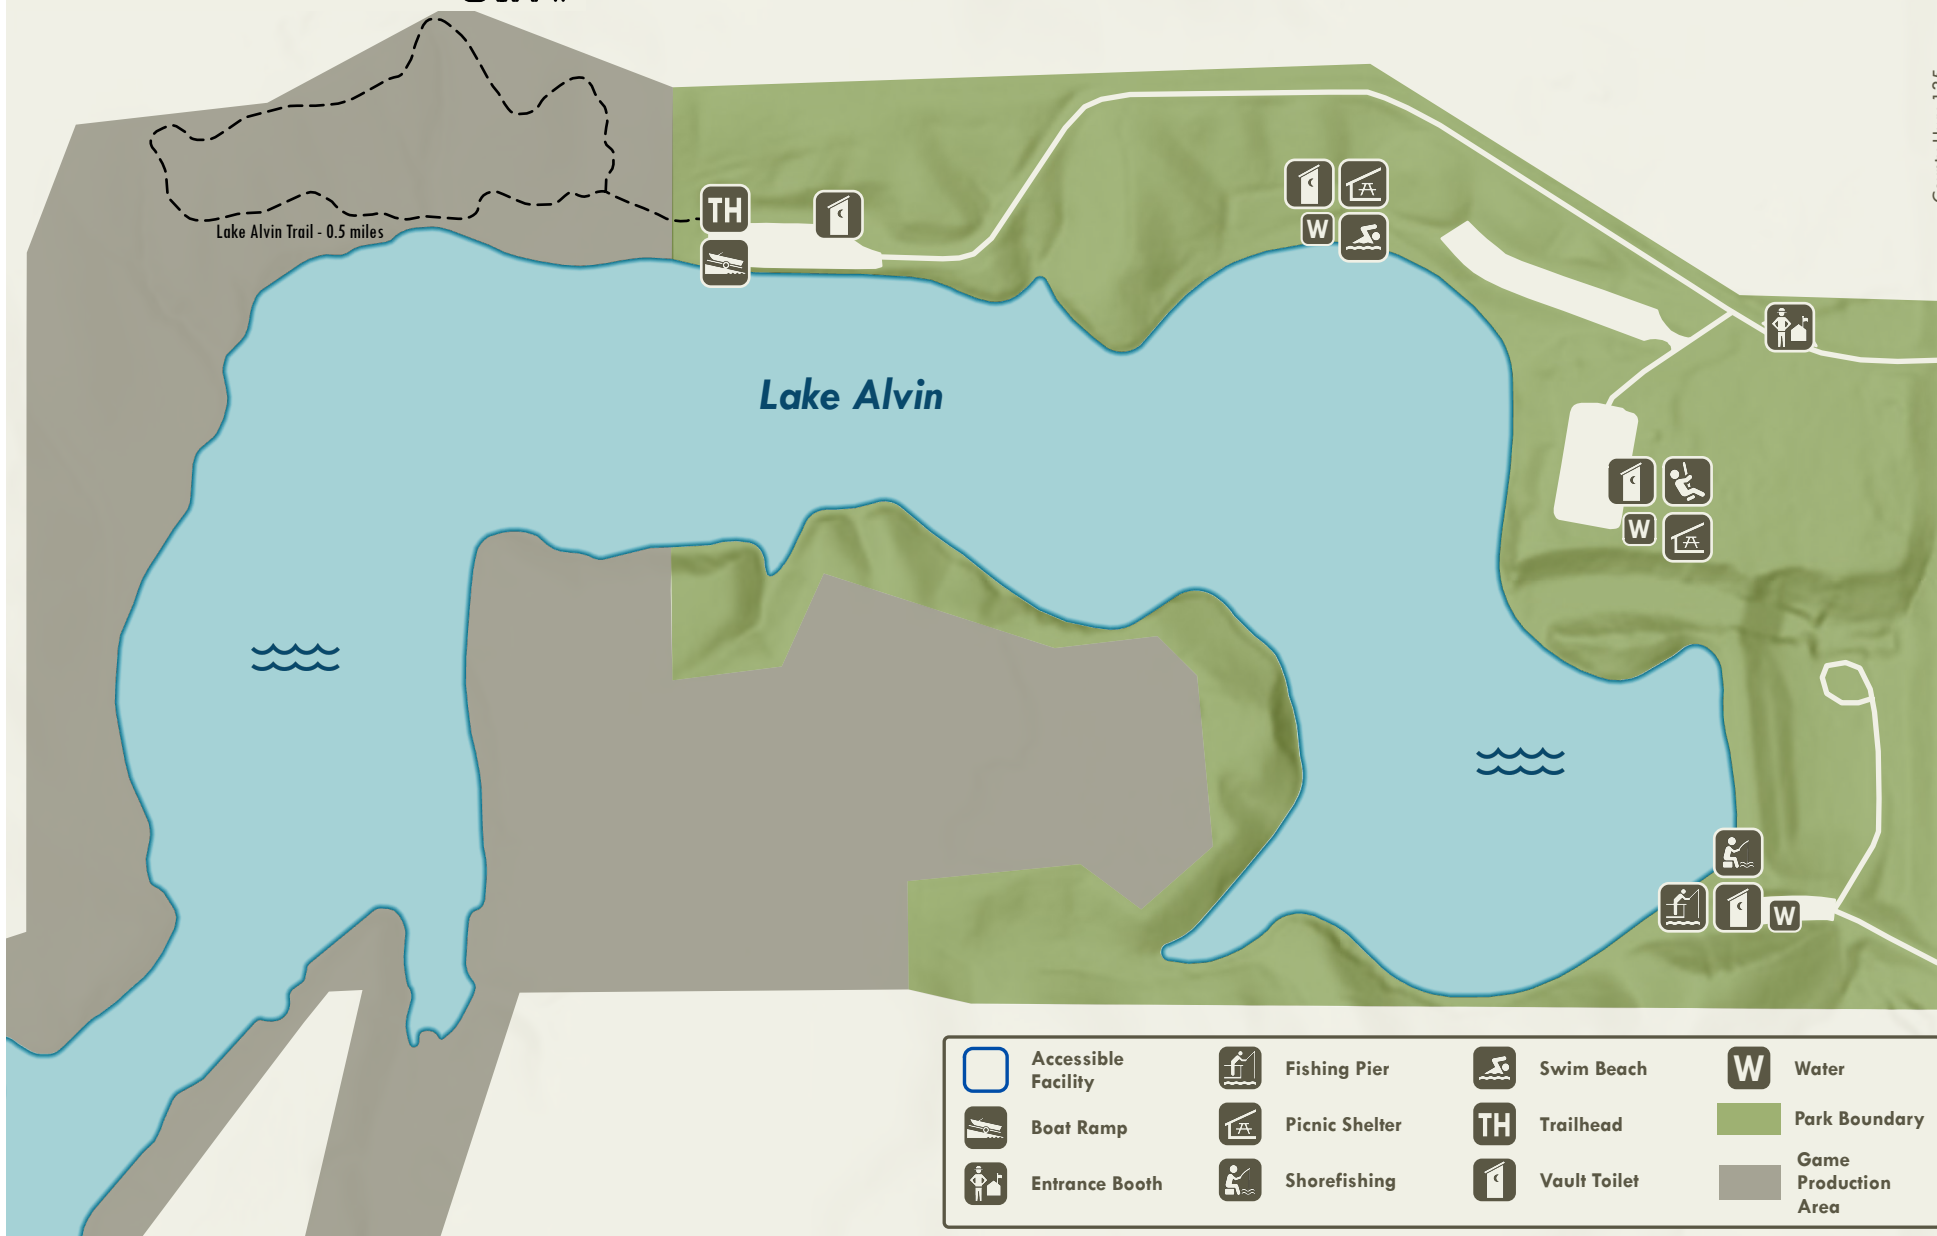 TH
Lake Alvin Trail - 0.5 miles
W
Lake Alvin
W
W
Accessible
Facility
Boat Ramp
Entrance Booth
Fishing Pier
Picnic Shelter
Shorefishing
Swim Beach
TH
Trailhead
Vault Toilet
W
Water
Park Boundary
Game
Production
Area